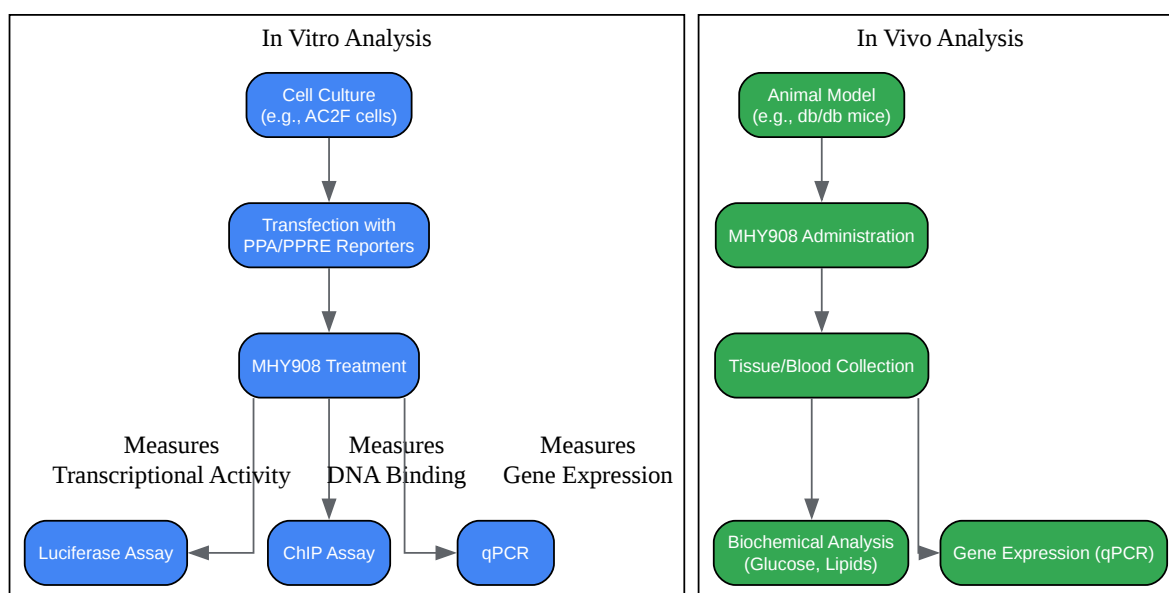 In Vitro Analysis
Cell Culture
(e.g., AC2F cells)
Transfection with
PPA/PPRE Reporters
MHY908 Treatment
Measures
Transcriptional Activity
Measures
DNA Binding
Measures
Gene Expression
Luciferase Assay
ChIP Assay
qPCR
In Vivo Analysis
Animal Model
(e.g., db/db mice)
MHY908 Administration
Tissue/Blood Collection
Biochemical Analysis
(Glucose, Lipids)
Gene Expression (qPCR)